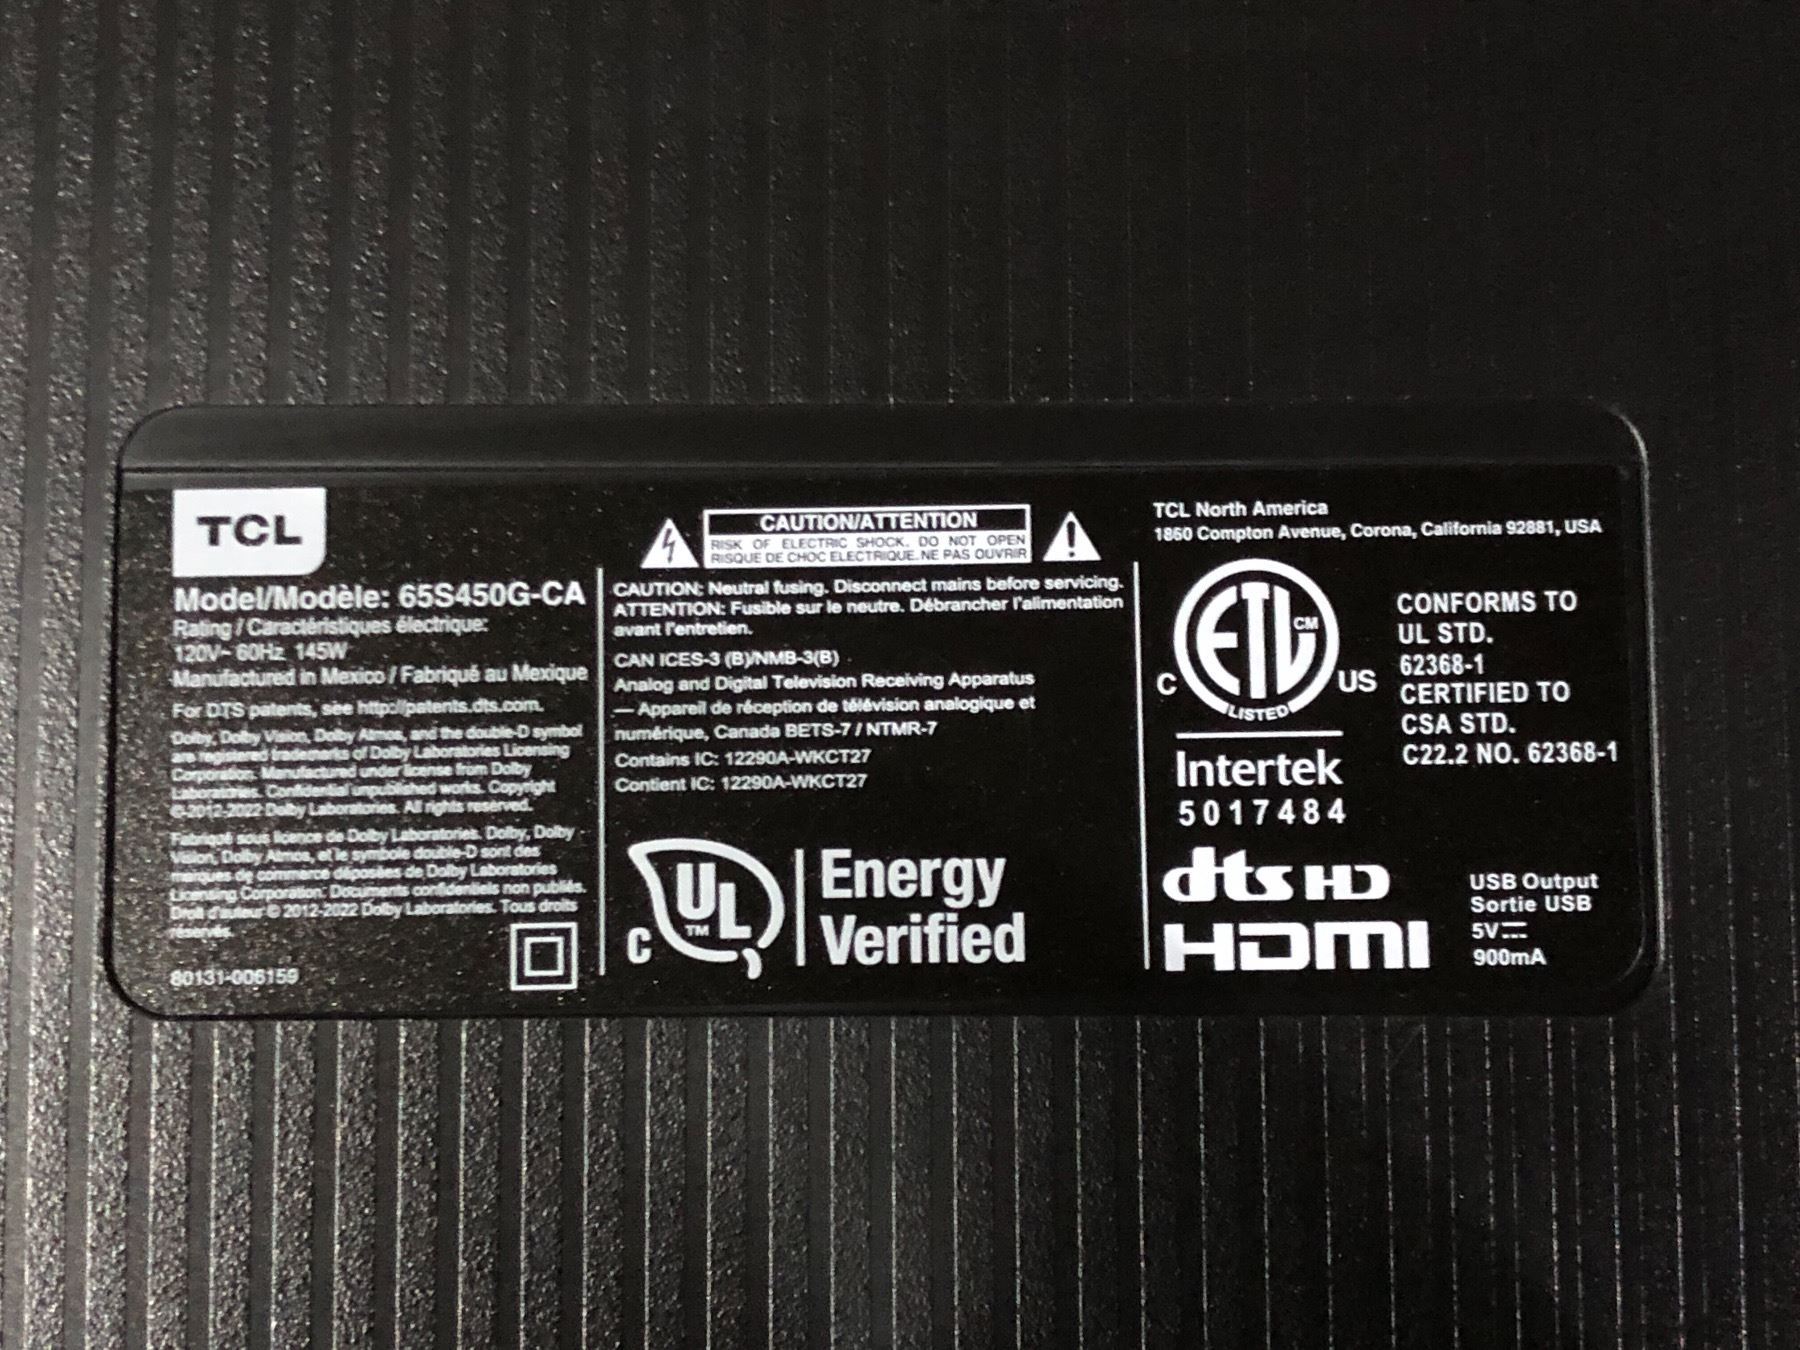 TCL
Model/Modèle: 65S450G-CA
Rating / Caractéristiques électrique:
120V~ 60Hz 145W
Manufactured in Mexico / Fabriqué au Mexique
For DTS patents, see http://patents.dts.com.
Dolby, Dolby Vision, Dolby Atmos, and the double-D symbol
are registered trademarks of Dolby Laboratories Licensing
Corporation. Manufactured under license from Dolby
Laboratories. Confidential unpublished works. Copyright
© 2012-2022 Dolby Laboratories. All rights reserved.
Fabriqué sous licence de Dolby Laboratories. Dolby, Dolby
Vision, Dolby Atmos, et le symbole double-D sont des
marques de commerce déposées de Dolby Laboratories
Licensing Corporation. Documents confidentiels non publiés.
Droit d'auteur © 2012-2022 Dolby Laboratories. Tous droits
réservés.
80131-006159
CAUTION/ATTENTION
RISK OF ELECTRIC SHOCK. DO NOT OPEN
RISQUE DE CHOC ELECTRIQUE. NE PAS OUVRIR
CAUTION: Neutral fusing. Disconnect mains before servicing.
ATTENTION: Fusible sur le neutre. Débrancher l'alimentation
avant l'entretien.
CAN ICES-3 (B)/NMB-3(B)
Analog and Digital Television Receiving Apparatus
— Appareil de réception de télévision analogique et
numérique, Canada BETS-7 / NTMR-7
Contains IC: 12290A-WKCT27
Contient IC: 12290A-WKCT27
C UL TM
Energy
Verified
TCL North America
1860 Compton Avenue, Corona, California 92881, USA
C ETL CM US
LISTED
Intertek
5017484
CONFORMS TO
UL STD.
62368-1
CERTIFIED TO
CSA STD.
C22.2 NO. 62368-1
dts HD
HDMI
USB Output
Sortie USB
5V⎓
900mA